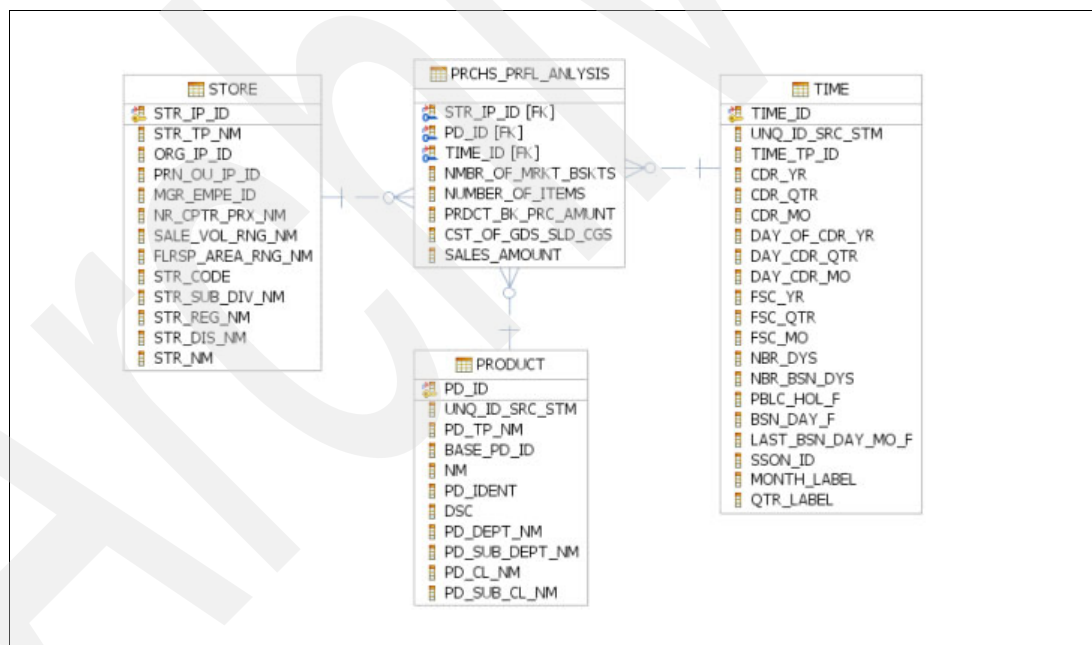 STORE
STR_IP_ID
STR_TP_NM
ORG_IP_ID
PRN_OU_IP_ID
MGR_EMPE_ID
NR_CPTR_PRX_NM
SALE_VOL_RNG_NM
FLRSP_AREA_RNG_NM
STR_CODE
STR_SUB_DIV_NM
STR_REG_NM
STR_DIS_NM
STR_NM
PRCHS_PRFL_ANLYSIS
STR_IP_ID [FK]
PD_ID [FK]
TIME_ID [FK]
NMBR_OF_MRKT_BSKTS
NUMBER_OF_ITEMS
PRDCT_BK_PRC_AMUNT
CST_OF_GDS_SLD_CGS
SALES_AMOUNT
PRODUCT
PD_ID
UNQ_ID_SRC_STM
PD_TP_NM
BASE_PD_ID
NM
PD_IDENT
DSC
PD_DEPT_NM
PD_SUB_DEPT_NM
PD_CL_NM
PD_SUB_CL_NM
TIME
TIME_ID
UNQ_ID_SRC_STM
TIME_TP_ID
CDR_YR
CDR_QTR
CDR_MO
DAY_OF_CDR_YR
DAY_CDR_QTR
DAY_CDR_MO
FSC_YR
FSC_QTR
FSC_MO
NBR_DYS
NBR_BSN_DYS
PBLC_HOL_F
BSN_DAY_F
LAST_BSN_DAY_MO_F
SSON_ID
MONTH_LABEL
QTR_LABEL